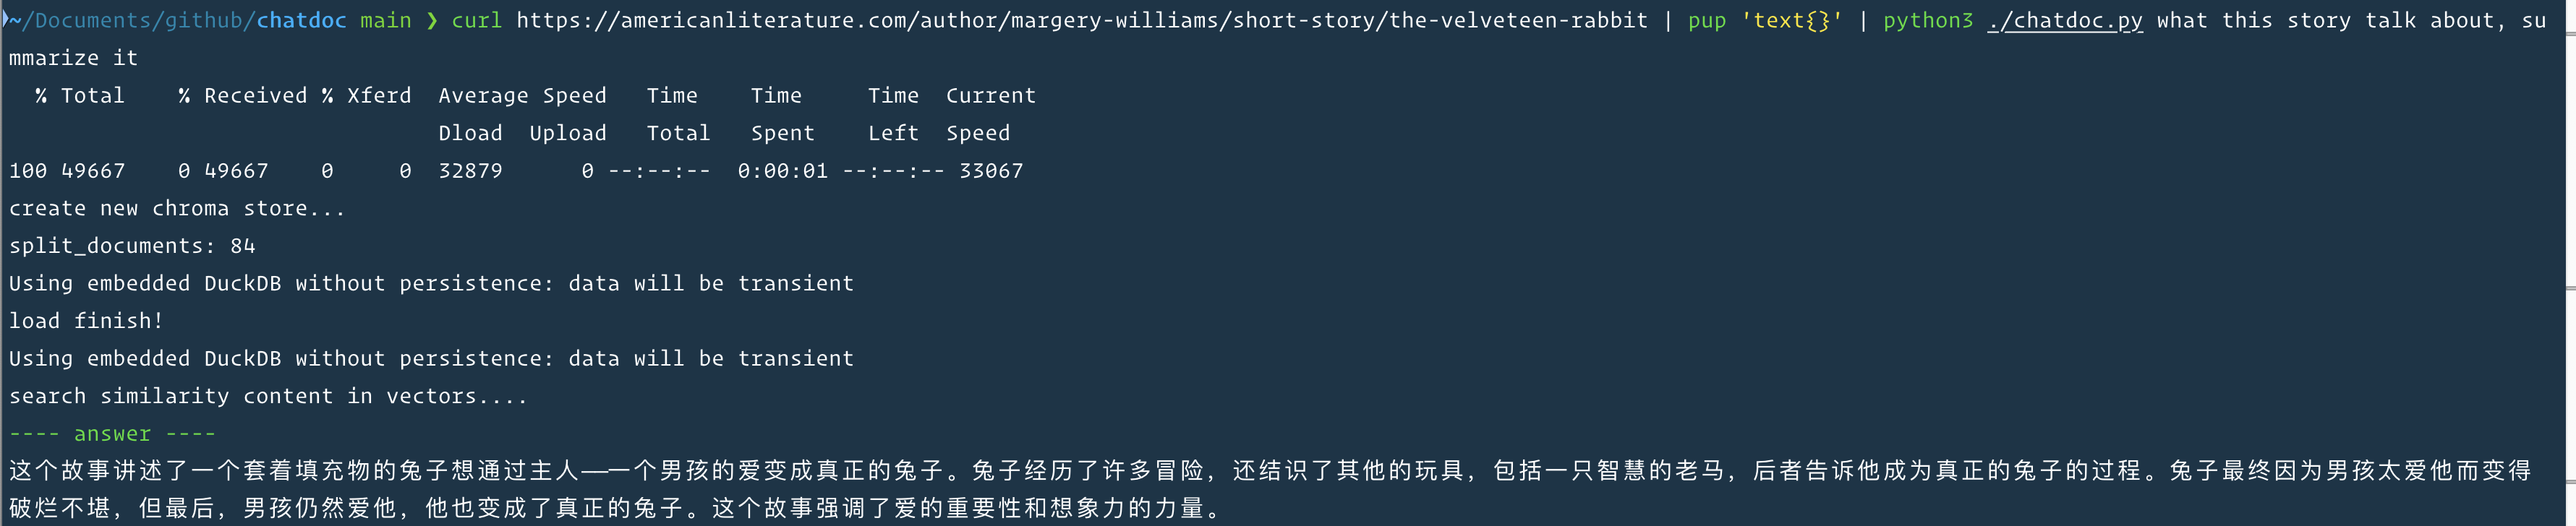 ~/Documents/github/chatdoc main ❯ curl https://americanliterature.com/author/margery-williams/short-story/the-velveteen-rabbit | pup 'text{}' | python3 ./chatdoc.py what this story talk about, su
mmarize it
  % Total    % Received % Xferd  Average Speed   Time    Time     Time  Current
                                 Dload  Upload   Total   Spent    Left  Speed
100 49667    0 49667    0     0  32879      0 --:--:--  0:00:01 --:--:-- 33067
create new chroma store...
split_documents: 84
Using embedded DuckDB without persistence: data will be transient
load finish!
Using embedded DuckDB without persistence: data will be transient
search similarity content in vectors....
---- answer ----
这个故事讲述了一个套着填充物的兔子想通过主人——一个男孩的爱变成真正的兔子。兔子经历了许多冒险，还结识了其他的玩具，包括一只智慧的老马，后者告诉他成为真正的兔子的过程。兔子最终因为男孩太爱他而变得
破烂不堪，但最后，男孩仍然爱他，他也变成了真正的兔子。这个故事强调了爱的重要性和想象力的力量。